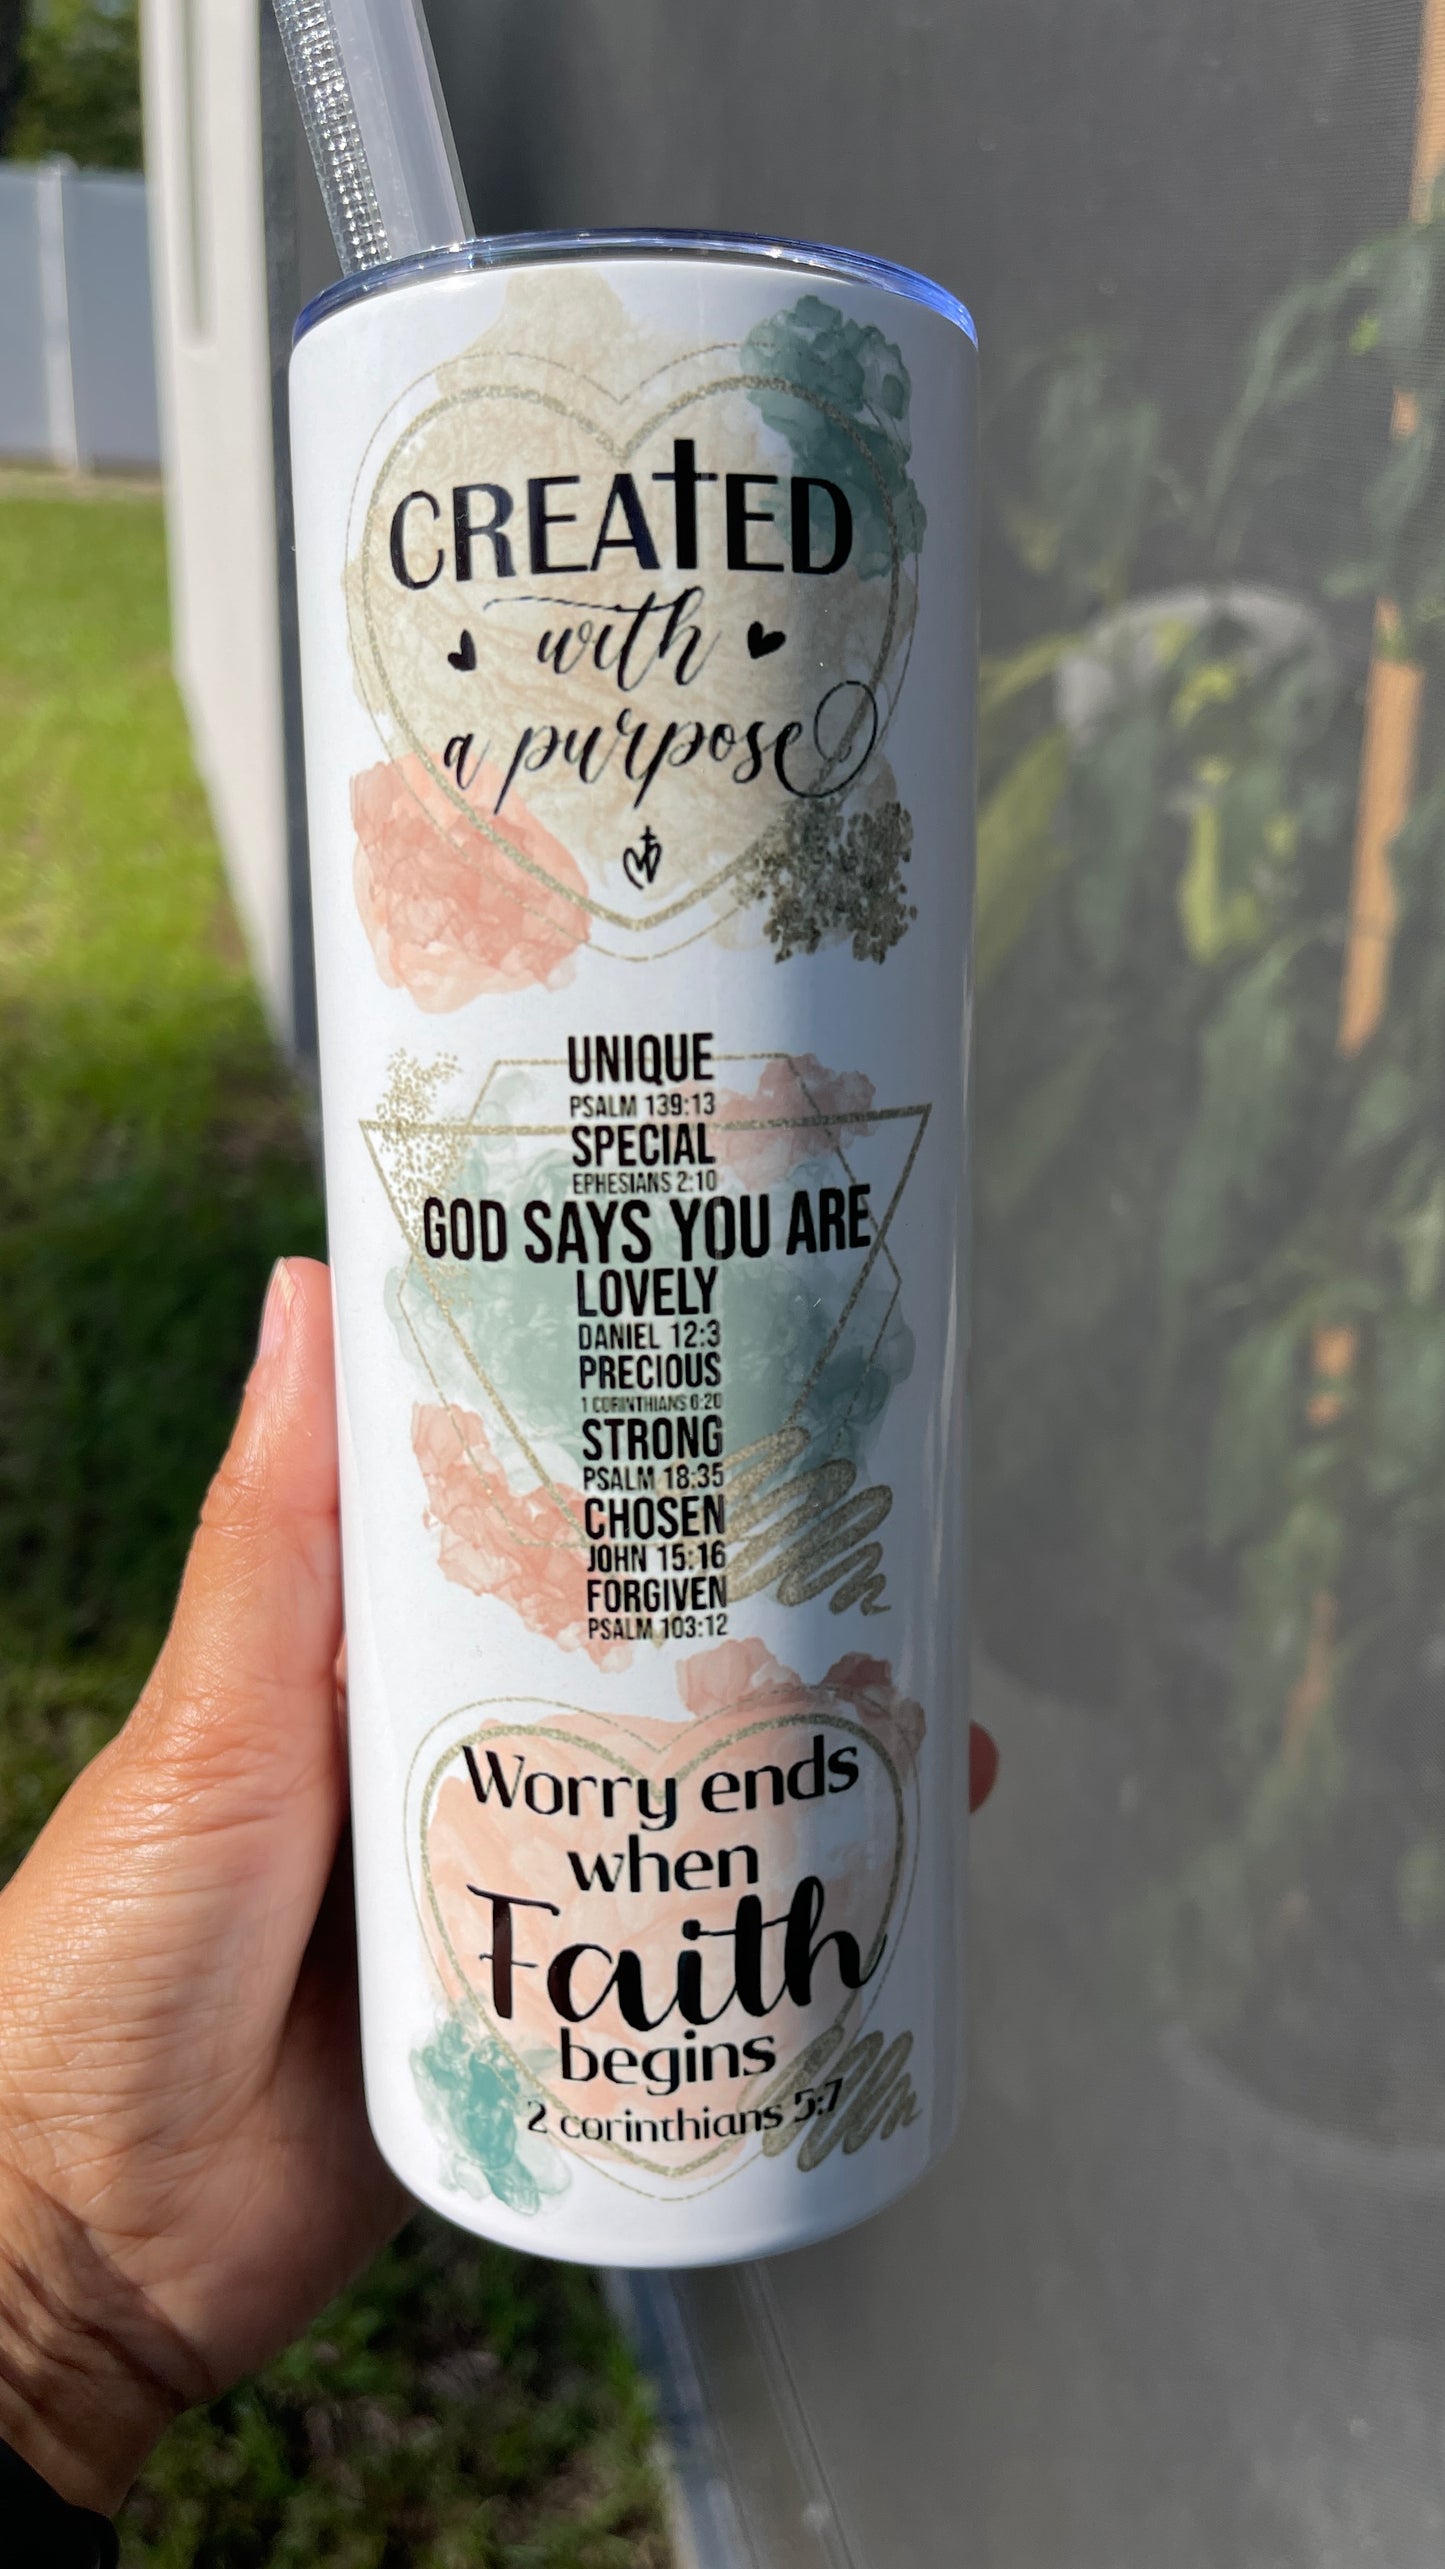 CREATED
with
a purpose
UNIQUE
PSALM 139:13
SPECIAL
EPHESIANS 2:10
GOD SAYS YOU ARE
LOVELY
DANIEL 12:3
PRECIOUS
1 CORINTHIANS 6:20
STRONG
PSALM 18:35
CHOSEN
JOHN 15:16
FORGIVEN
PSALM 103:12
Worry ends
when
Faith
begins
2 corinthians 5:7